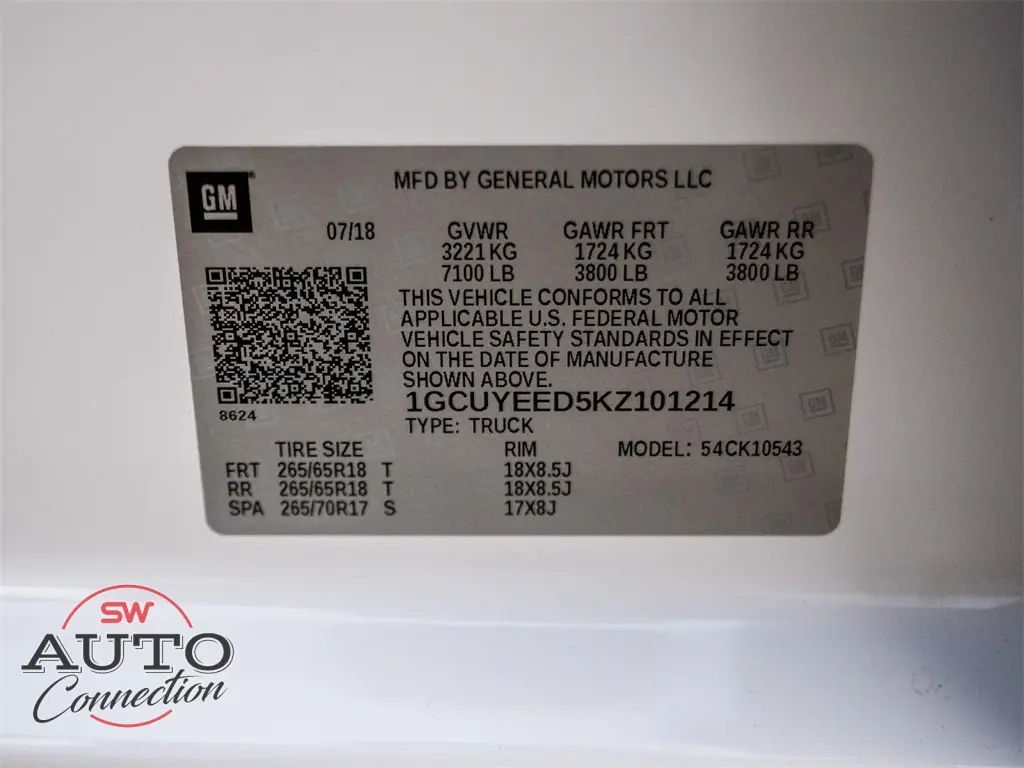 GM
MFD BY GENERAL MOTORS LLC
07/18 GVWR GAWR FRT GAWR RR
3221 KG 1724 KG 1724 KG
7100 LB 3800 LB 3800 LB
THIS VEHICLE CONFORMS TO ALL
APPLICABLE U.S. FEDERAL MOTOR
VEHICLE SAFETY STANDARDS IN EFFECT
ON THE DATE OF MANUFACTURE
SHOWN ABOVE.
8624
1GCUYEED5KZ101214
TYPE: TRUCK
TIRE SIZE RIM MODEL: 54CK10543
FRT 265/65R18 T 18X8.5J
RR 265/65R18 T 18X8.5J
SPA 265/70R17 S 17X8J
SW
AUTO
Connection